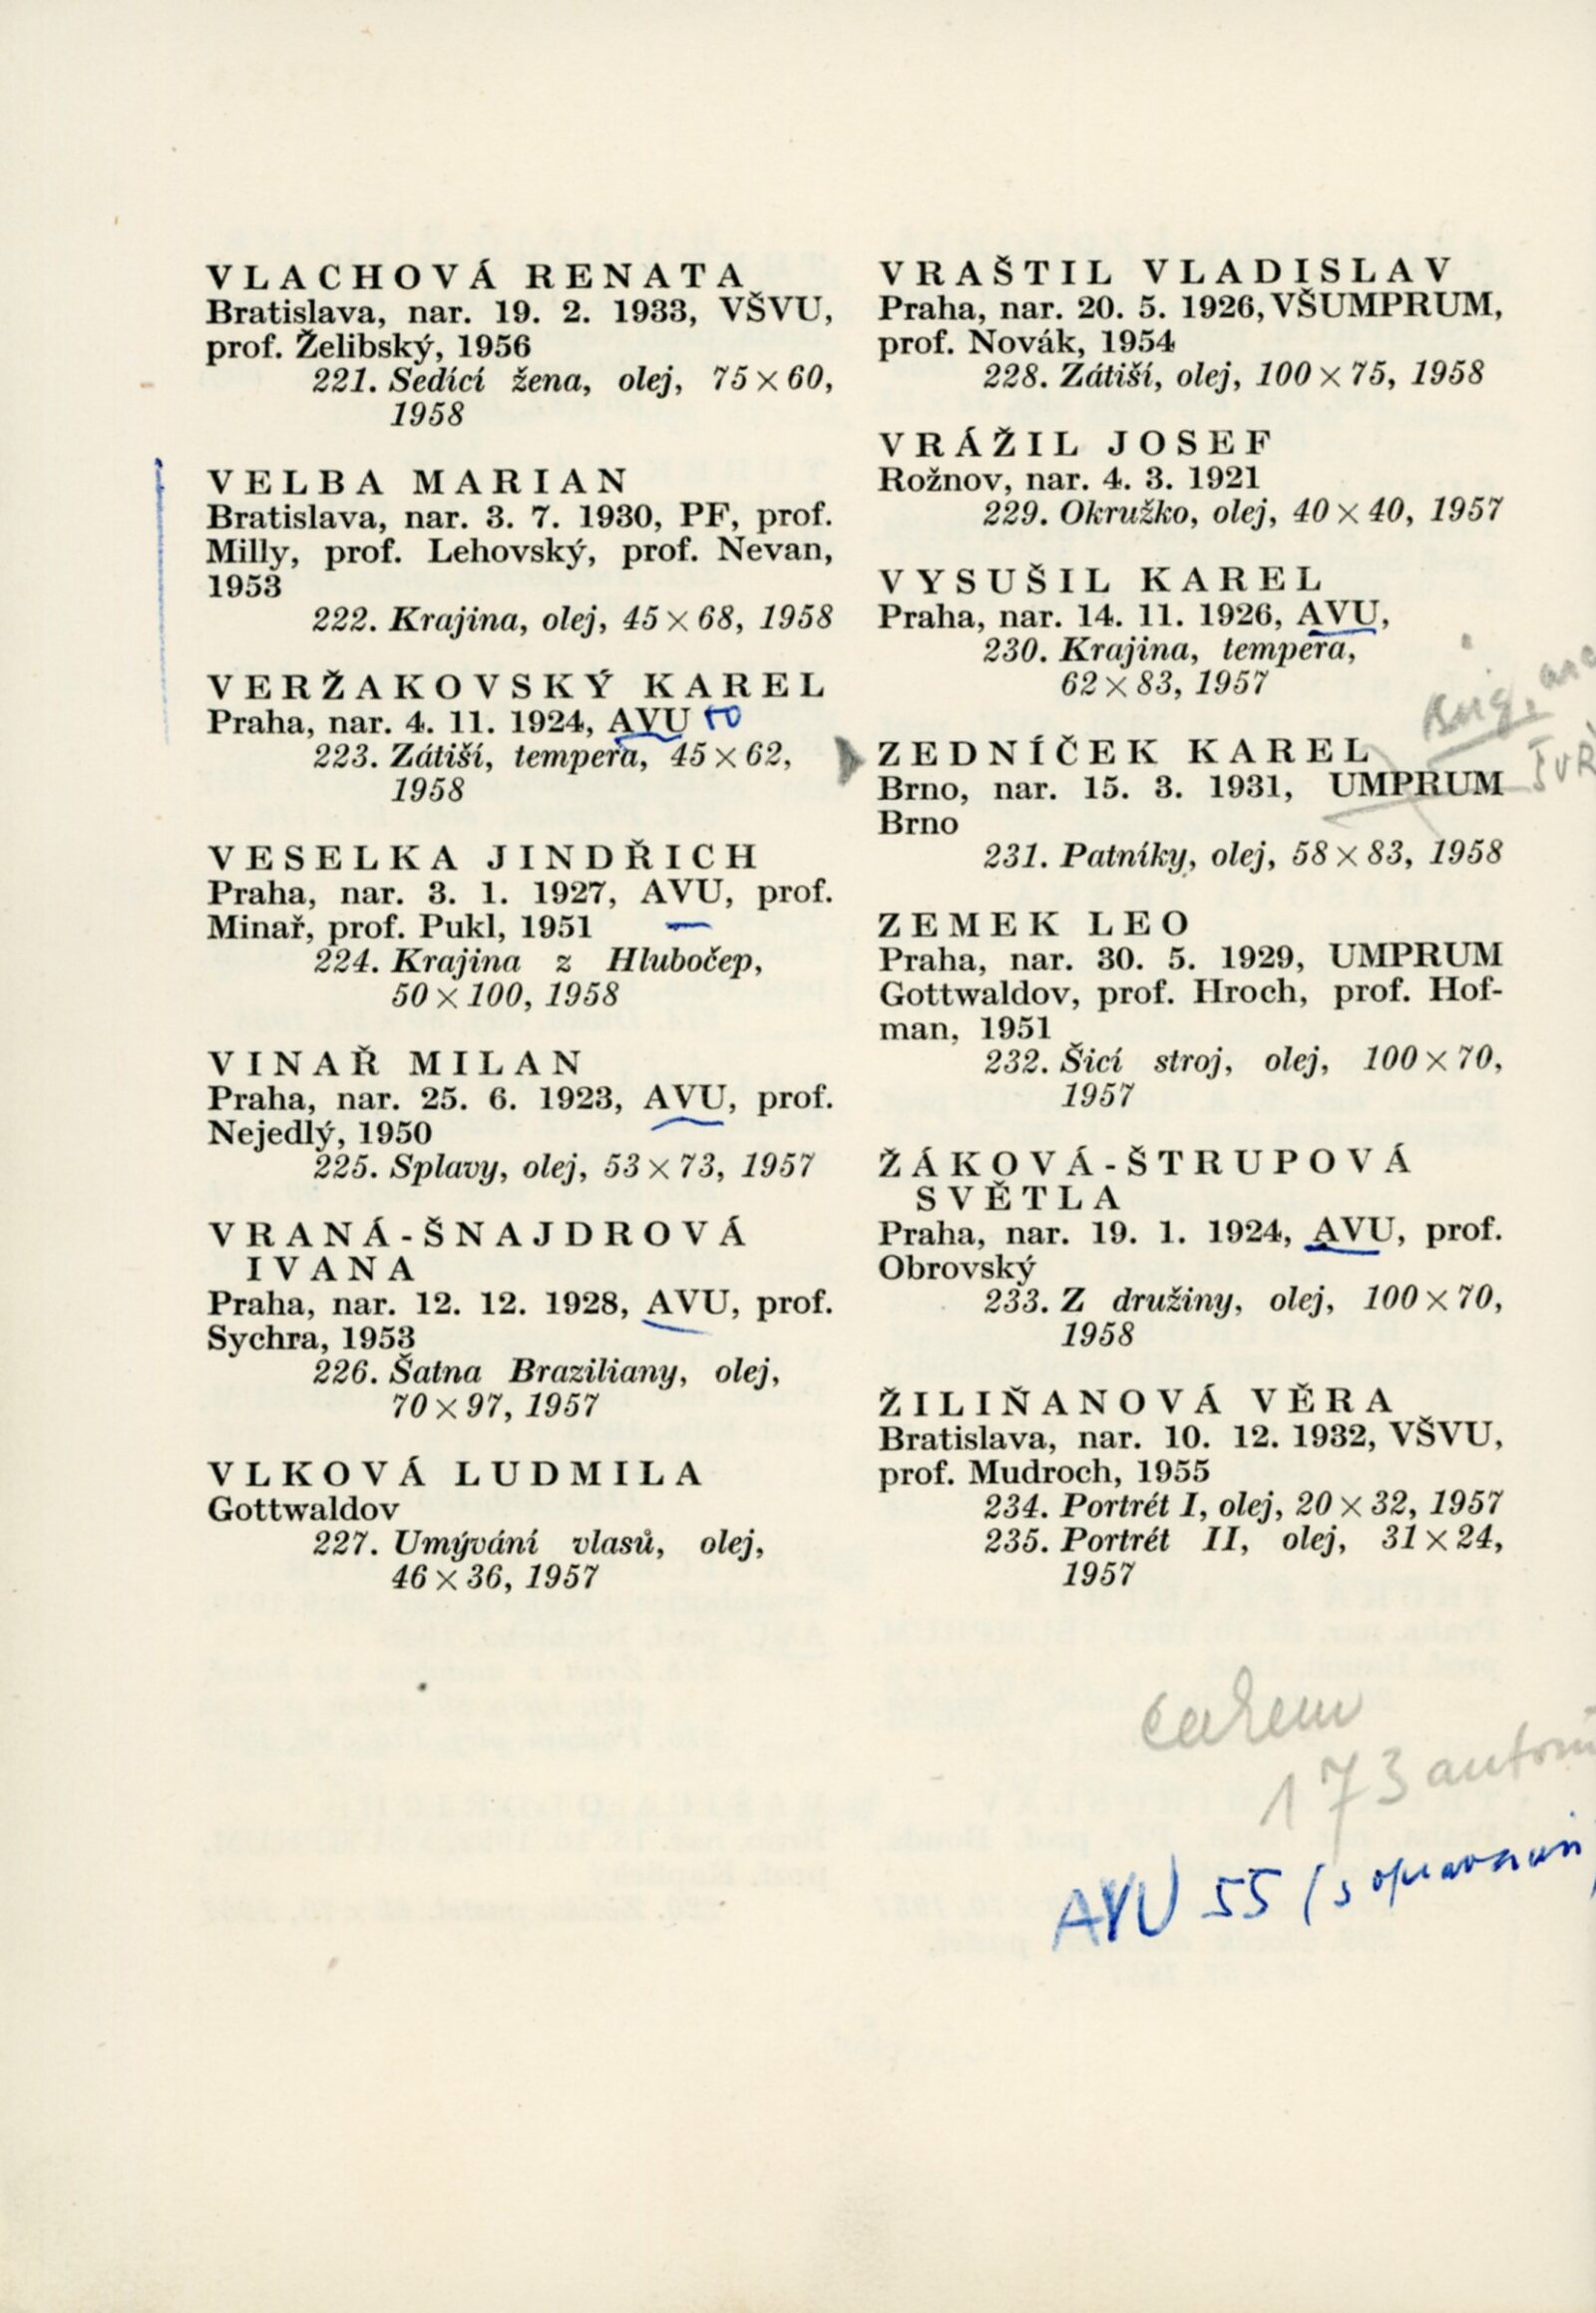 VLACHOVÁ RENATA
Bratislava, nar. 19. 2. 1933, VŠVU,
prof. Želibský, 1956
221. Sedící žena, olej, 75×60,
1958
VELBA MARIAN
Bratislava, nar. 3. 7. 1930, PF, prof.
Milly, prof. Lehovský, prof. Nevan,
1953
222. Krajina, olej, 45×68, 1958
VERŽAKOVSKÝ KAREL
Praha, nar. 4. 11. 1924, AVU 50
223. Zátiší, tempera, 45×62,
1958
VESELKA JINDŘICH
Praha, nar. 3. 1. 1927, AVU, prof.
Minař, prof. Pukl, 1951
224. Krajina z Hlubočep,
50×100, 1958
VINAŘ MILAN
Praha, nar. 25. 6. 1923, AVU, prof.
Nejedlý, 1950
225. Splavy, olej, 53×73, 1957
VRANÁ-ŠNAJDROVÁ
IVANA
Praha, nar. 12. 12. 1928, AVU, prof.
Sychra, 1953
226. Šatna Braziliany, olej,
70×97, 1957
VLKOVÁ LUDMILA
Gottwaldov
227. Umývání vlasů, olej,
46×36, 1957
VRAŠTIL VLADISLAV
Praha, nar. 20. 5. 1926, VŠUMPRUM,
prof. Novák, 1954
228. Zátiší, olej, 100×75, 1958
VRÁŽIL JOSEF
Rožnov, nar. 4. 3. 1921
229. Okružko, olej, 40×40, 1957
VYSUŠIL KAREL
Praha, nar. 14. 11. 1926, AVU,
230. Krajina, tempera,
62×83, 1957
ZEDNÍČEK KAREL
Brno, nar. 15. 3. 1931, UMPRUM
Brno
231. Patníky, olej, 58×83, 1958
ZEMEK LEO
Praha, nar. 30. 5. 1929, UMPRUM
Gottwaldov, prof. Hroch, prof. Hof-
man, 1951
232. Šicí stroj, olej, 100×70,
1957
ŽÁKOVÁ-ŠTRUPOVÁ
SVĚTLA
Praha, nar. 19. 1. 1924, AVU, prof.
Obrovský
233. Z družiny, olej, 100×70,
1958
ŽILIŇANOVÁ VĚRA
Bratislava, nar. 10. 12. 1932, VŠVU,
prof. Mudroch, 1955
234. Portrét I, olej, 20×32, 1957
235. Portrét II, olej, 31×24,
1957
celkem
173 autorů
AVU 55 (s